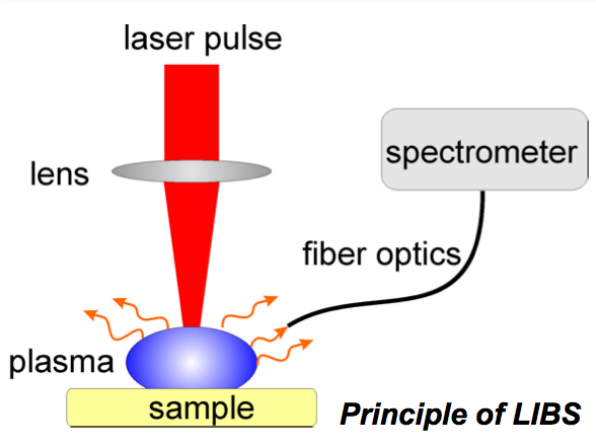 laser pulse
lens
spectrometer
fiber optics
plasma
sample
Principle of LIBS